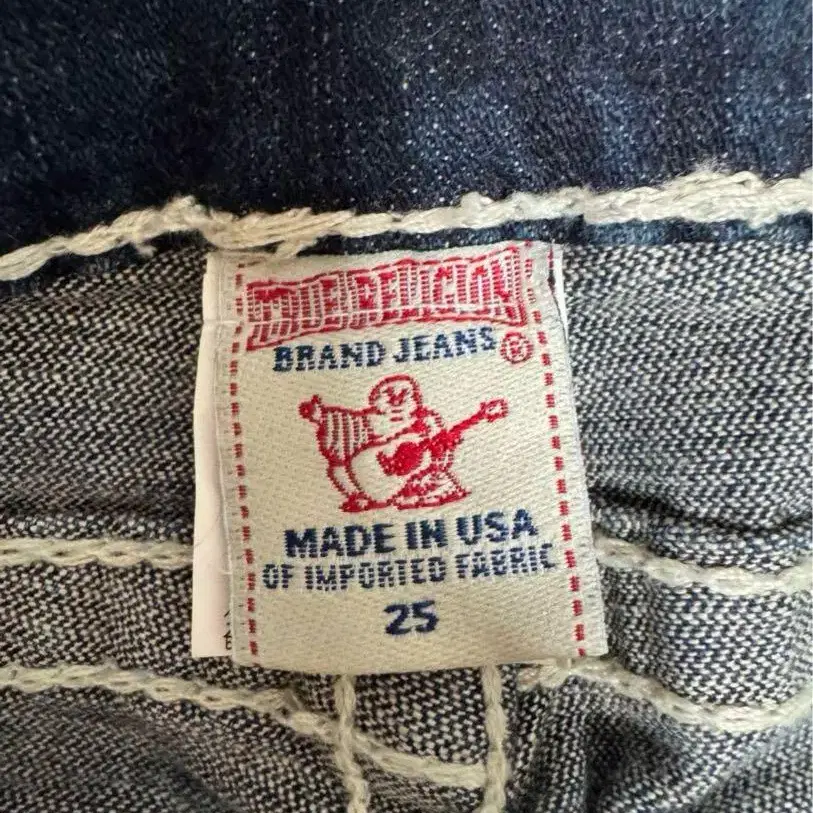 TRUE RELIGION
BRAND JEANS®
MADE IN USA
OF IMPORTED FABRIC
25